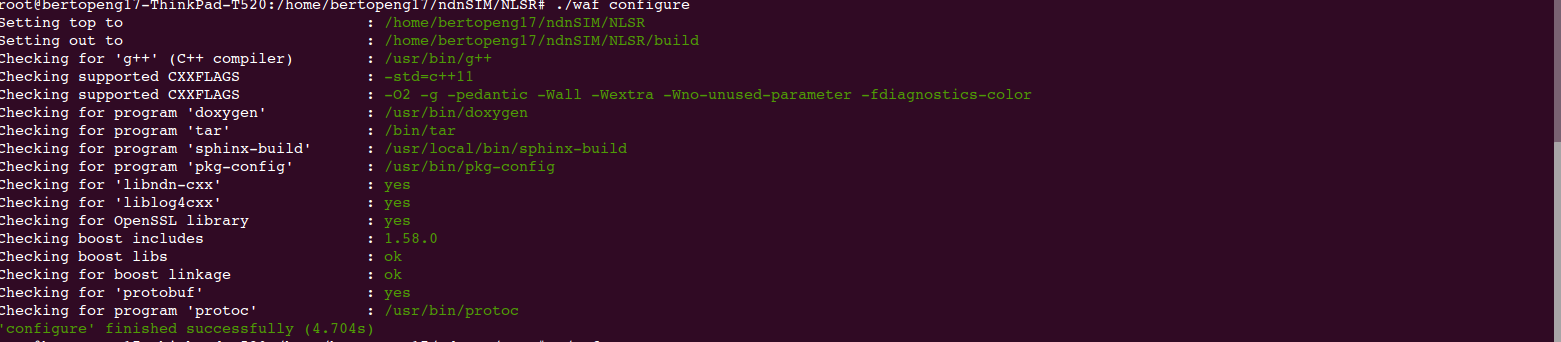 root@bertopeng17-ThinkPad-T520:/home/bertopeng17/ndnSIM/NLSR# ./waf configure
Setting top to : /home/bertopeng17/ndnSIM/NLSR
Setting out to : /home/bertopeng17/ndnSIM/NLSR/build
Checking for 'g++' (C++ compiler) : /usr/bin/g++
Checking supported CXXFLAGS : -std=c++11
Checking supported CXXFLAGS : -O2 -g -pedantic -Wall -Wextra -Wno-unused-parameter -fdiagnostics-color
Checking for program 'doxygen' : /usr/bin/doxygen
Checking for program 'tar' : /bin/tar
Checking for program 'sphinx-build' : /usr/local/bin/sphinx-build
Checking for program 'pkg-config' : /usr/bin/pkg-config
Checking for 'libndn-cxx' : yes
Checking for 'liblog4cxx' : yes
Checking for OpenSSL library : yes
Checking boost includes : 1.58.0
Checking boost libs : ok
Checking for boost linkage : ok
Checking for 'protobuf' : yes
Checking for program 'protoc' : /usr/bin/protoc
'configure' finished successfully (4.704s)